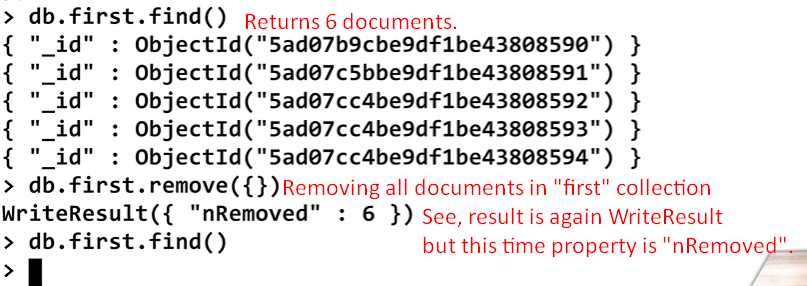 > db.first.find() Returns 6 documents.
{ "_id" : ObjectId("5ad07b9cbe9df1be43808590") }
{ "_id" : ObjectId("5ad07c5bbe9df1be43808591") }
{ "_id" : ObjectId("5ad07cc4be9df1be43808592") }
{ "_id" : ObjectId("5ad07cc4be9df1be43808593") }
{ "_id" : ObjectId("5ad07cc4be9df1be43808594") }
> db.first.remove({}) Removing all documents in "first" collection
WriteResult({ "nRemoved" : 6 }) See, result is again WriteResult
> db.first.find() but this time property is "nRemoved".
>